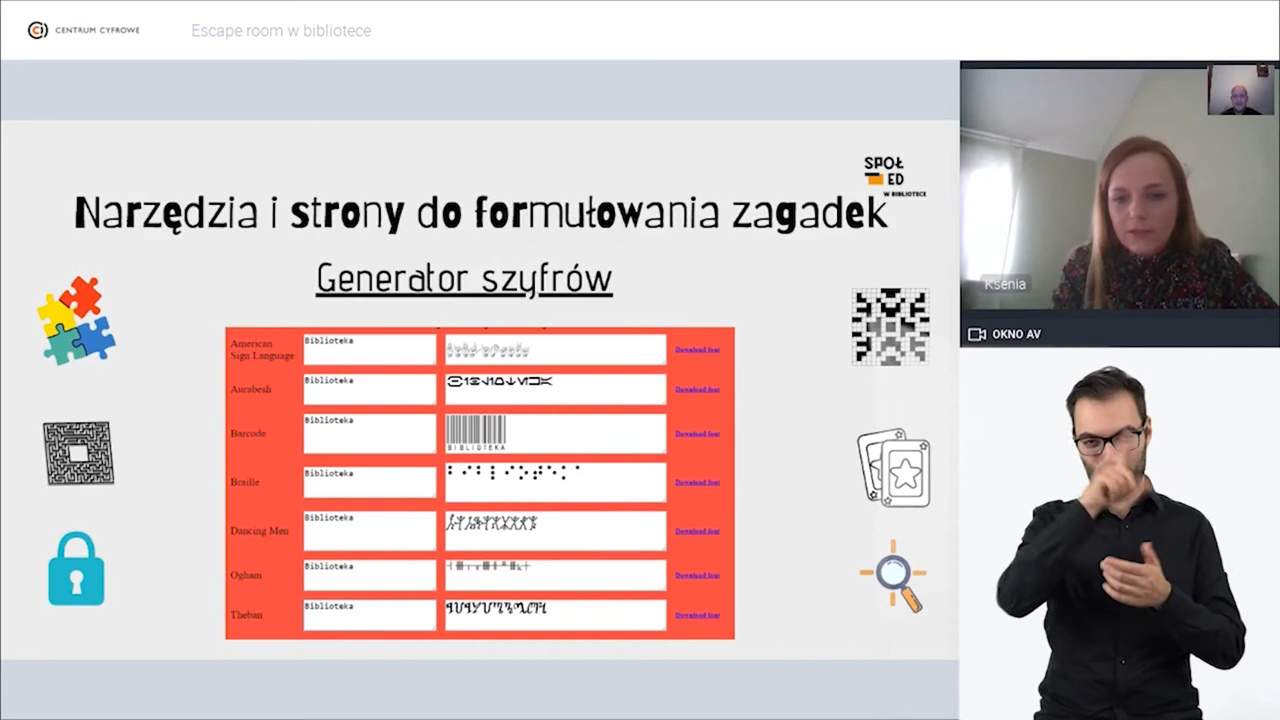 CENTRUM CYFROWE
Escape room w bibliotece
SPOŁ
ED
W BIBLIOTECE
Narzędzia i strony do formułowania zagadek
Generator szyfrów
American
Sign Language
Biblioteka
Download font
Aurabesh
Biblioteka
Download font
Barcode
Biblioteka
BIBLIOTEKA
Download font
Braille
Biblioteka
Download font
Dancing Men
Biblioteka
Download font
Ogham
Biblioteka
Download font
Theban
Biblioteka
Download font
Ksenia
OKNO AV